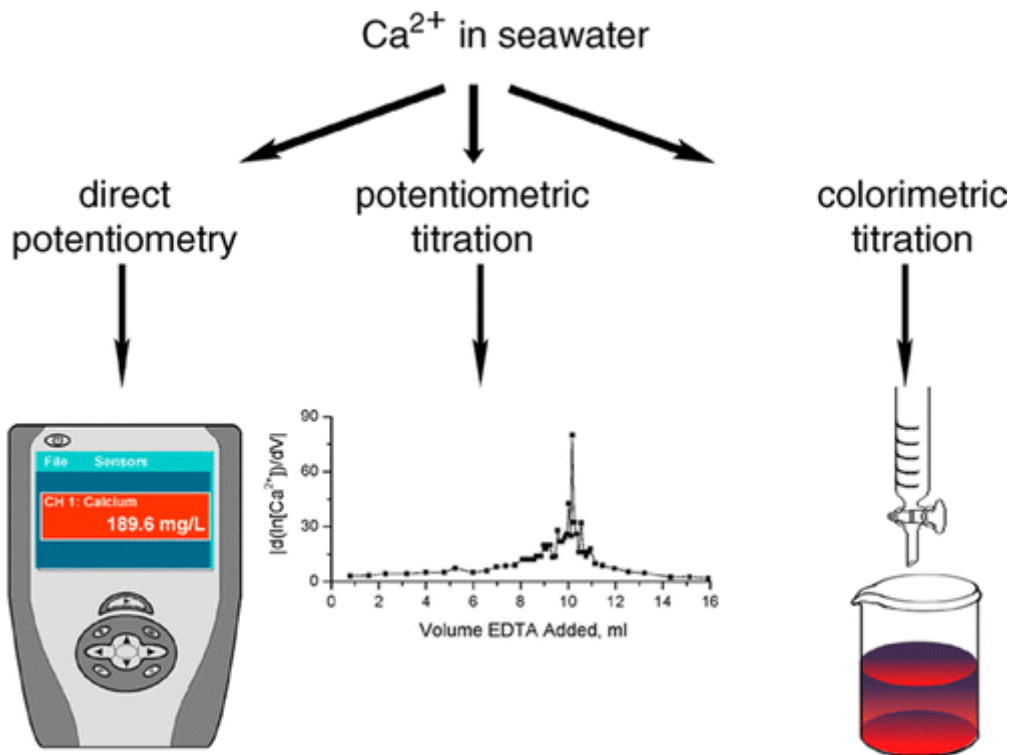 Ca²⁺ in seawater
direct
potentiometry
potentiometric
titration
colorimetric
titration
File Sensors
CH 1: Calcium
189.6 mg/L
|d(ln[Ca²⁺])/dV|
90
60
30
0
0 2 4 6 8 10 12 14 16
Volume EDTA Added, ml